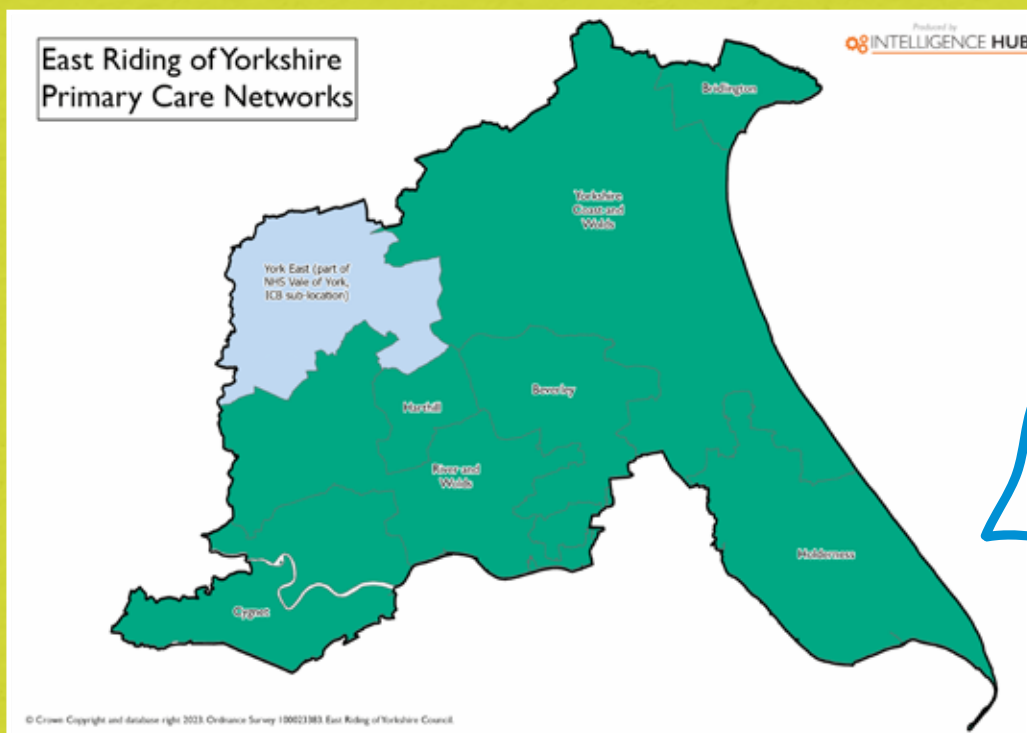 East Riding of Yorkshire
Primary Care Networks
Produced by
INTELLIGENCE HUB
Bridlington
Yorkshire
Coast and
Wolds
York East (part of
NHS Vale of York,
ICB sub-location)
Beverley
Harthill
River and
Wolds
Holderness
Cygnet
© Crown Copyright and database right 2023. Ordnance Survey 100023383. East Riding of Yorkshire Council.